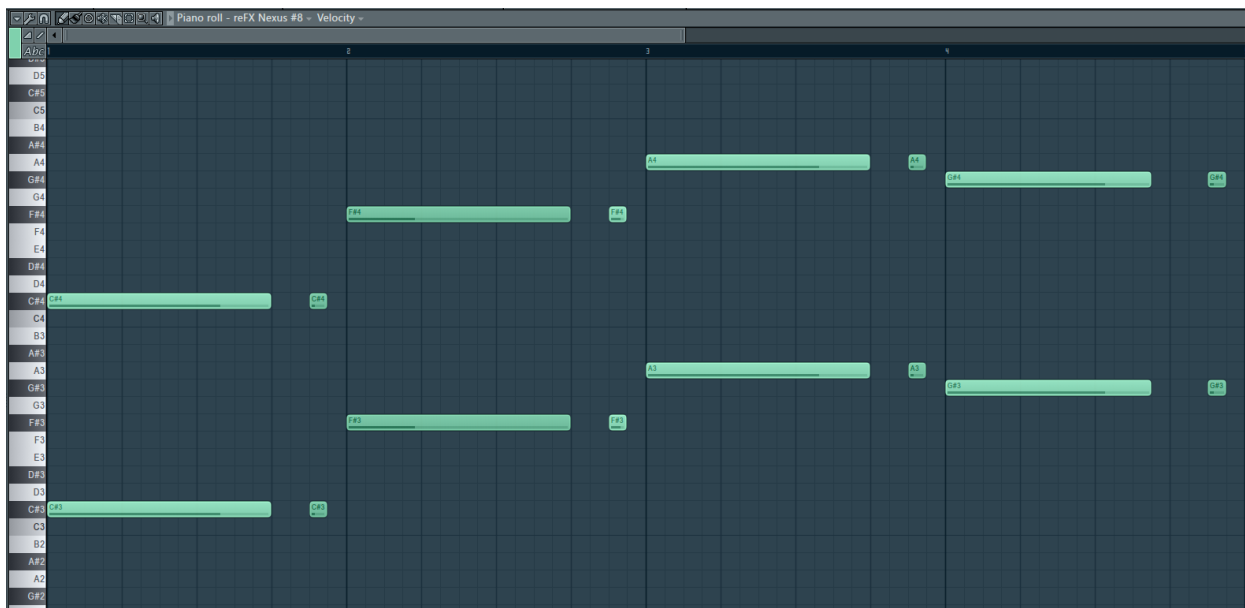 Piano roll - reFX Nexus #8 - Velocity
Abc 1 2 3 4
D5
C#5
C5
B4
A#4
A4 A4 A4
G#4 G#4 G#4
G4
F#4 F#4 F#4
F4
E4
D#4
D4
C#4 C#4 C#4
C4
B3
A#3
A3 A3 A3
G#3 G#3 G#3
G3
F#3 F#3 F#3
F3
E3
D#3
D3
C#3 C#3 C#3
C3
B2
A#2
A2
G#2